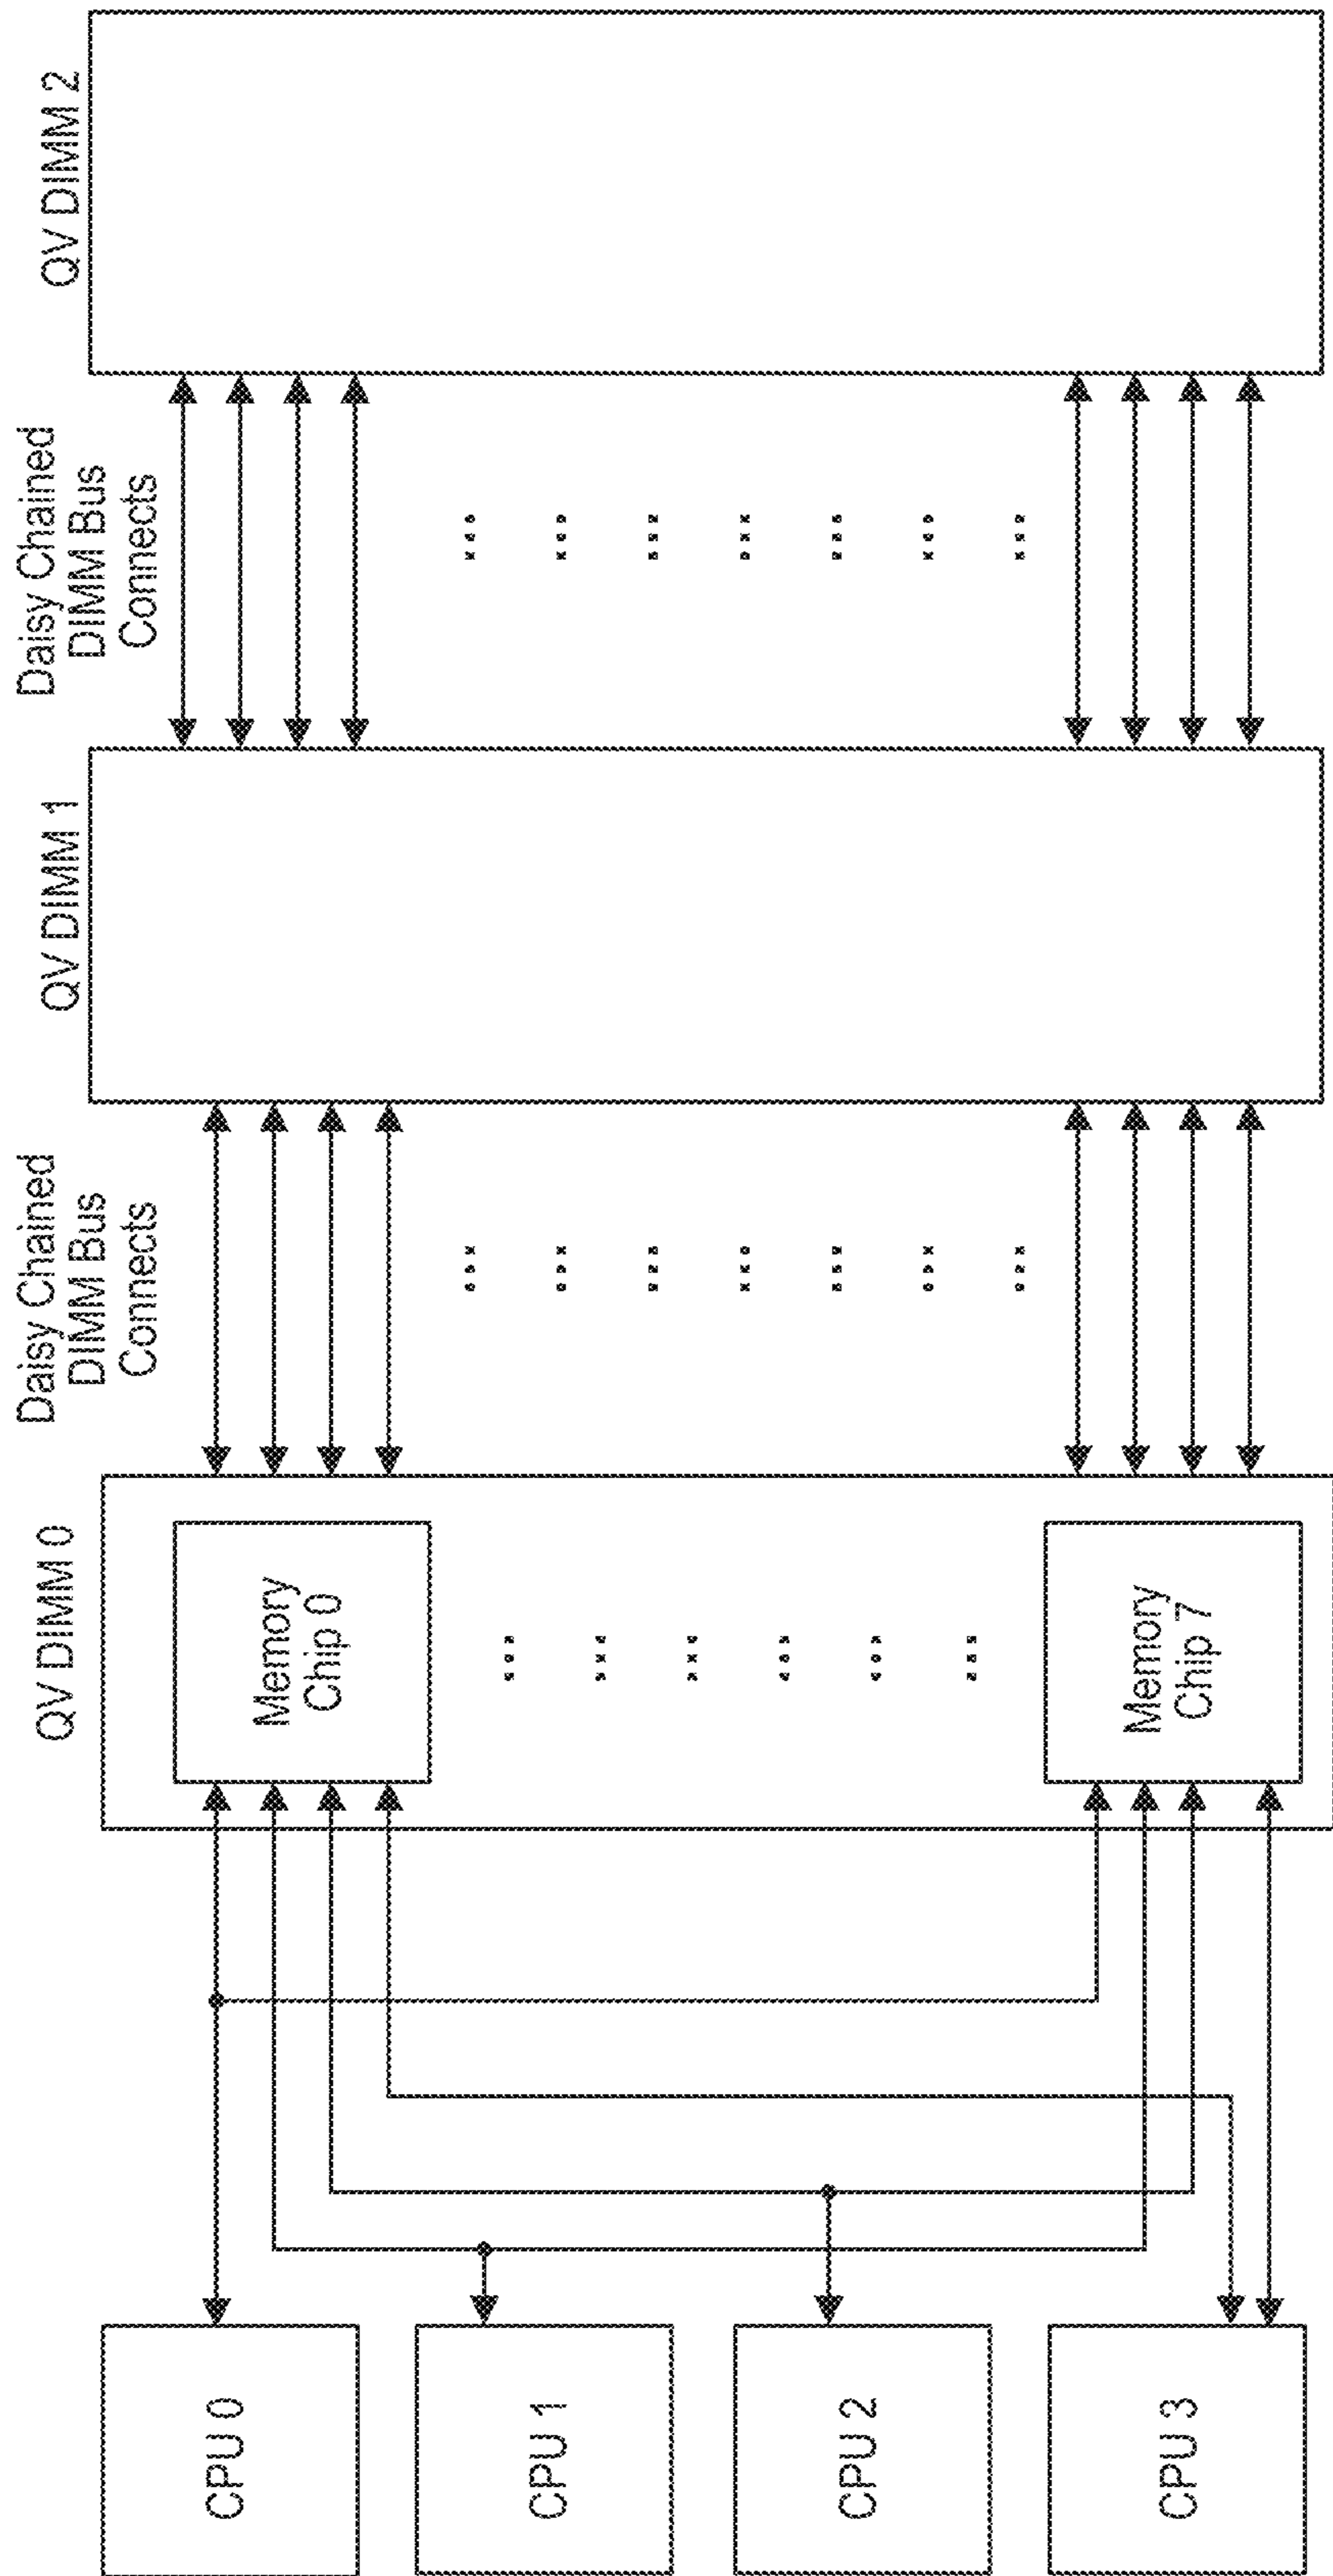 QV DIMM 0
QV DIMM 1
QV DIMM 2
Daisy Chained
DIMM Bus
Connects
Daisy Chained
DIMM Bus
Connects
CPU 0
CPU 1
CPU 2
CPU 3
Memory
Chip 0
Memory
Chip 7